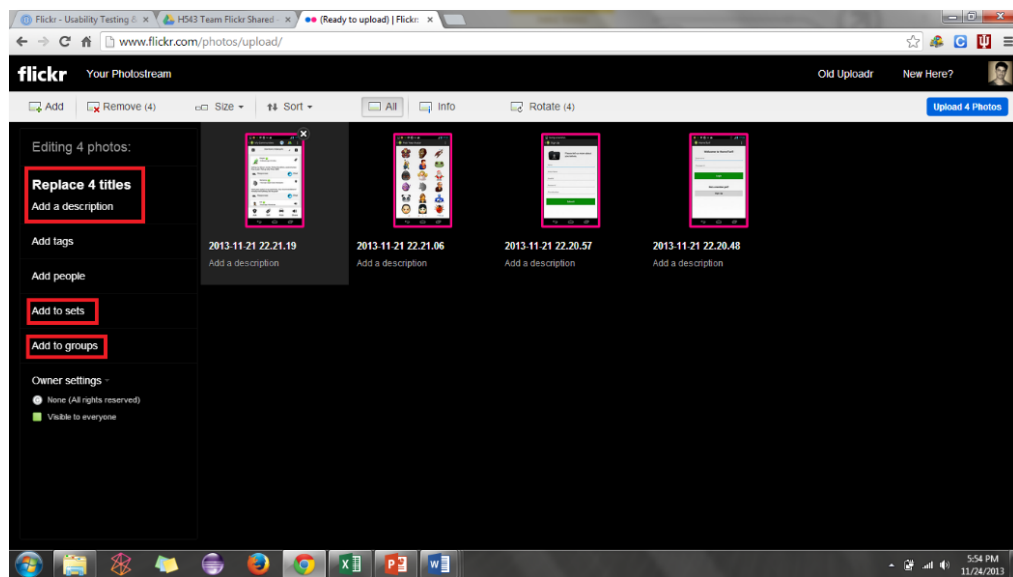 Flickr - Usability Testing &
H543 Team Flickr Shared -
(Ready to upload) | Flickr
www.flickr.com/photos/upload/
flickr Your Photostream Old Uploadr New Here?
Add Remove (4) Size Sort All Info Rotate (4) Upload 4 Photos
Editing 4 photos:
Replace 4 titles
Add a description
Add tags
Add people
Add to sets
Add to groups
Owner settings
None (All rights reserved)
Visible to everyone
2013-11-21 22.21.19
Add a description
2013-11-21 22.21.06
Add a description
2013-11-21 22.20.57
Add a description
2013-11-21 22.20.48
Add a description
5:54 PM
11/24/2013